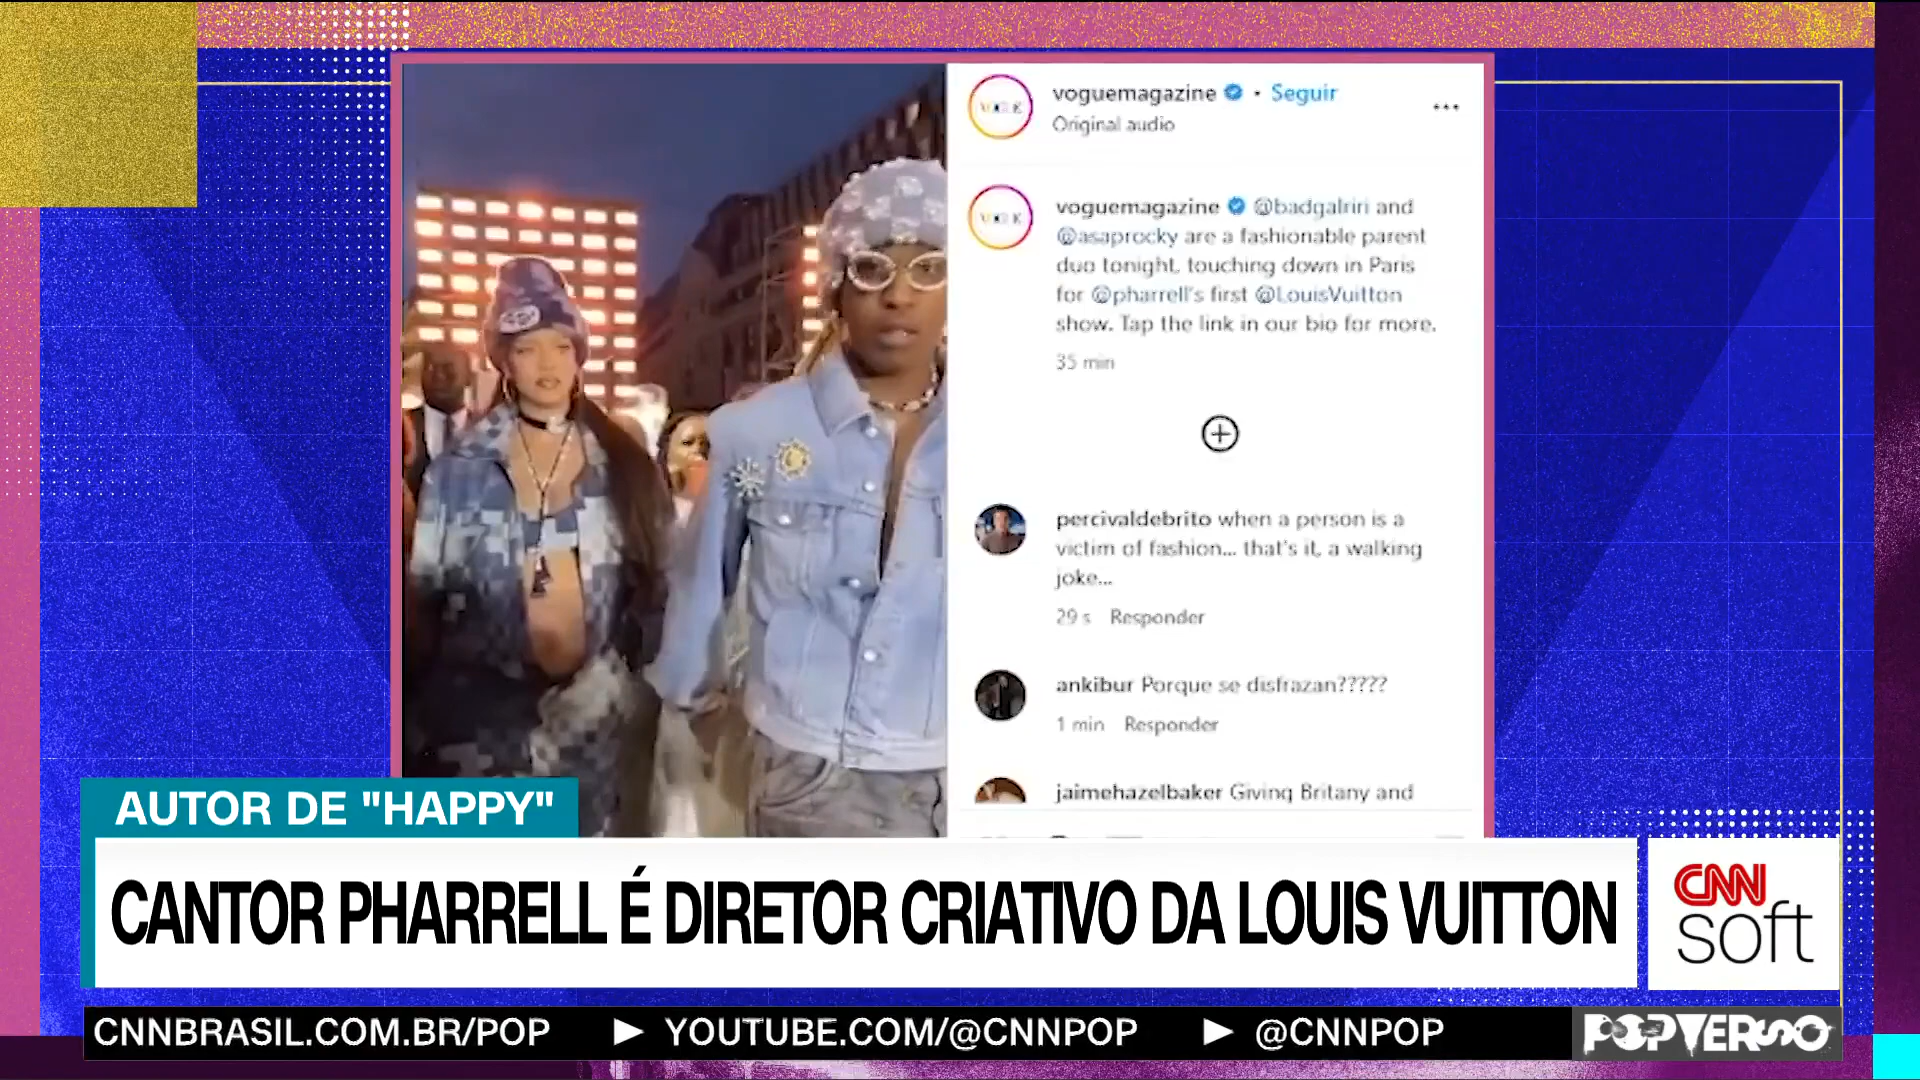 VOGUE
voguemagazine • Seguir
Original audio
VOGUE
voguemagazine @badgalriri and
@asaprocky are a fashionable parent
duo tonight, touching down in Paris
for @pharrell's first @LouisVuitton
show. Tap the link in our bio for more.
35 min
percivaldebrito when a person is a
victim of fashion... that's it, a walking
joke...
29 s Responder
ankibur Porque se disfrazan?????
1 min Responder
jaimehazelbaker Giving Britany and
AUTOR DE "HAPPY"
CANTOR PHARRELL É DIRETOR CRIATIVO DA LOUIS VUITTON
CNN
soft
CNNBRASIL.COM.BR/POP ▶ YOUTUBE.COM/@CNNPOP ▶ @CNNPOP
POPVERSO